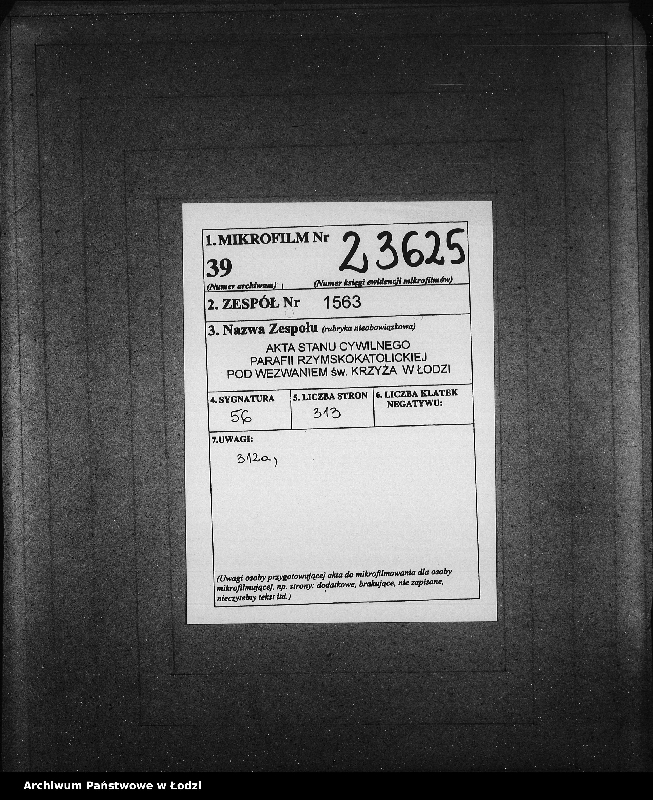 1. MIKROFILM Nr 23625
39
(Numer archiwum) (Numer księgi ewidencji mikrofilmów)
2. ZESPÓŁ Nr 1563
3. Nazwa Zespołu (rubryka nieobowiązkowa)
AKTA STANU CYWILNEGO
PARAFII RZYMSKOKATOLICKIEJ
POD WEZWANIEM św. KRZYŻA W ŁODZI
4. SYGNATURA 5. LICZBA STRON 6. LICZBA KLATEK
NEGATYWU:
56 313
7. UWAGI:
312a,
(Uwagi osoby przygotowującej akta do mikrofilmowania dla osoby
mikrofilmującej, np. strony: dodatkowe, brakujące, nie zapisane,
nieczytelny tekst itd.)
Archiwum Państwowe w Łodzi